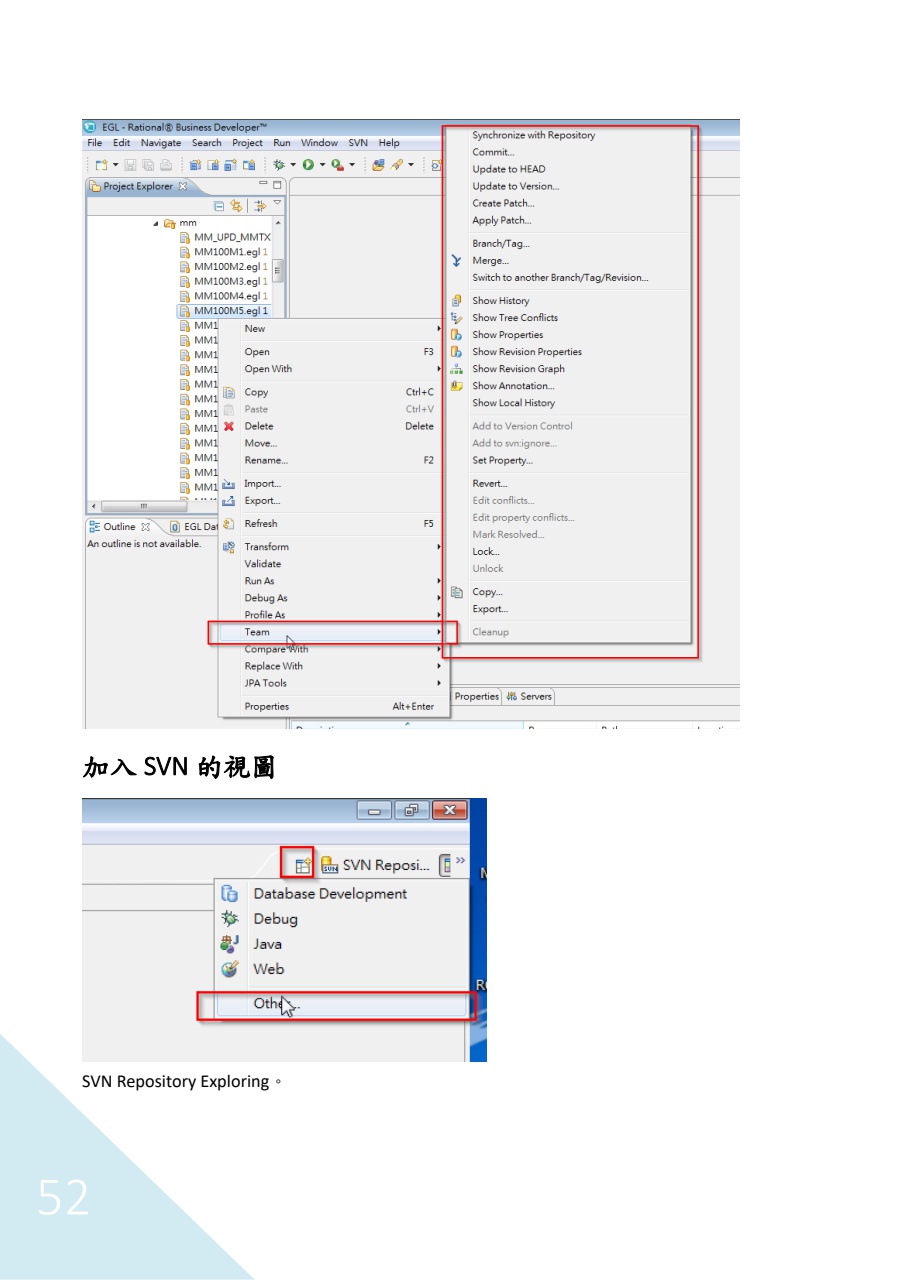 EGL - Rational® Business Developer™
File Edit Navigate Search Project Run Window SVN Help
Project Explorer
mm
MM_UPD_MMTX
MM100M1.egl 1
MM100M2.egl 1
MM100M3.egl 1
MM100M4.egl 1
MM100M5.egl 1
MM1
MM1
MM1
MM1
MM1
MM1
MM1
MM1
MM1
MM1
MM1
MM1
Outline EGL Dat
An outline is not available.
New
Open F3
Open With
Copy Ctrl+C
Paste Ctrl+V
Delete Delete
Move...
Rename... F2
Import...
Export...
Refresh F5
Transform
Validate
Run As
Debug As
Profile As
Team
Compare With
Replace With
JPA Tools
Properties Alt+Enter
Synchronize with Repository
Commit...
Update to HEAD
Update to Version...
Create Patch...
Apply Patch...
Branch/Tag...
Merge...
Switch to another Branch/Tag/Revision...
Show History
Show Tree Conflicts
Show Properties
Show Revision Properties
Show Revision Graph
Show Annotation...
Show Local History
Add to Version Control
Add to svn:ignore...
Set Property...
Revert...
Edit conflicts...
Edit property conflicts...
Mark Resolved...
Lock...
Unlock
Copy...
Export...
Cleanup
Properties Servers
加入 SVN 的視圖
SVN Reposi...
Database Development
Debug
Java
Web
Other...
SVN Repository Exploring。
52